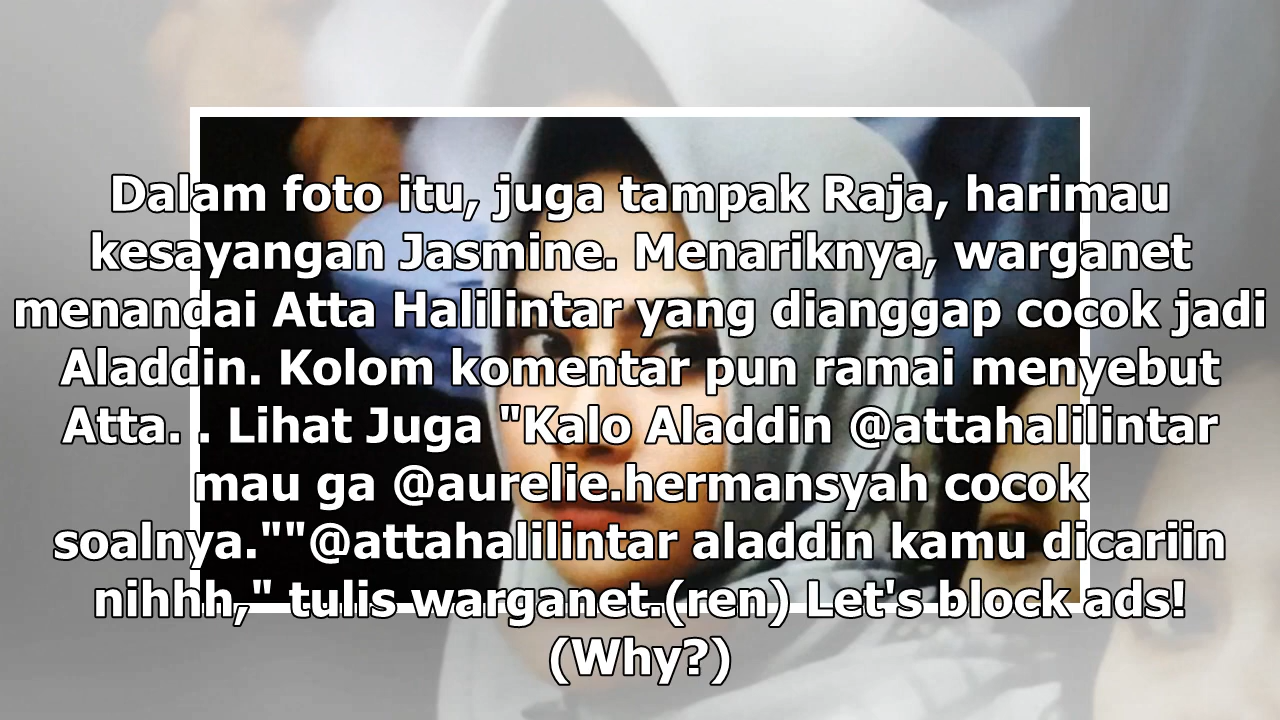 Dalam foto itu, juga tampak Raja, harimau
kesayangan Jasmine. Menariknya, warganet
menandai Atta Halilintar yang dianggap cocok jadi
Aladdin. Kolom komentar pun ramai menyebut
Atta. . Lihat Juga "Kalo Aladdin @attahalilintar
mau ga @aurelie.hermansyah cocok
soalnya.""@attahalilintar aladdin kamu dicariin
nihhh," tulis warganet.(ren) Let's block ads!
(Why?)